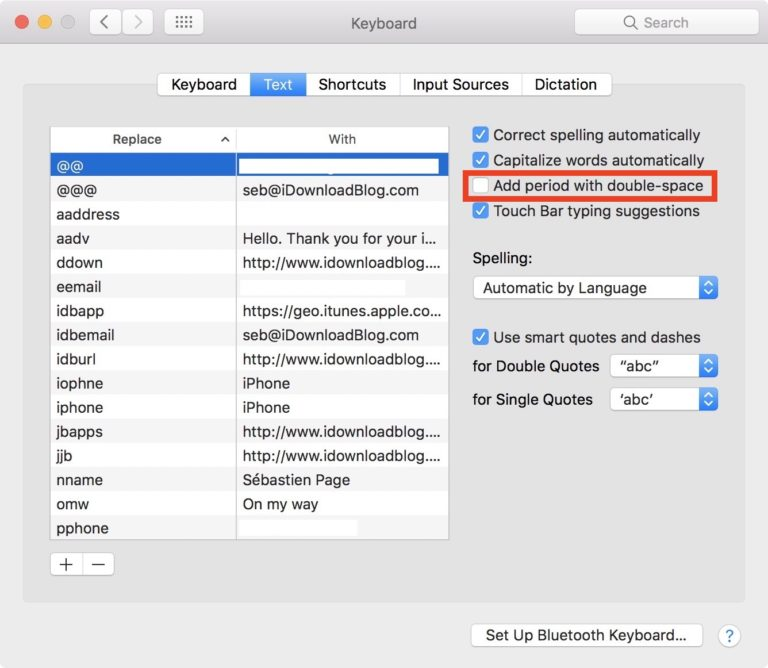 Keyboard
Search
Keyboard Text Shortcuts Input Sources Dictation
Replace With
@@
@@@ seb@iDownloadBlog.com
aaddress
aadv Hello. Thank you for your i...
ddown http://www.idownloadblog....
eemail
idbapp https://geo.itunes.apple.co...
idbemail seb@iDownloadBlog.com
idburl http://www.idownloadblog....
iophne iPhone
iphone iPhone
jbapps http://www.idownloadblog....
jjb http://www.idownloadblog....
nname Sébastien Page
omw On my way
pphone
Correct spelling automatically
Capitalize words automatically
Add period with double-space
Touch Bar typing suggestions
Spelling:
Automatic by Language
Use smart quotes and dashes
for Double Quotes “abc”
for Single Quotes ‘abc’
+ −
Set Up Bluetooth Keyboard... ?